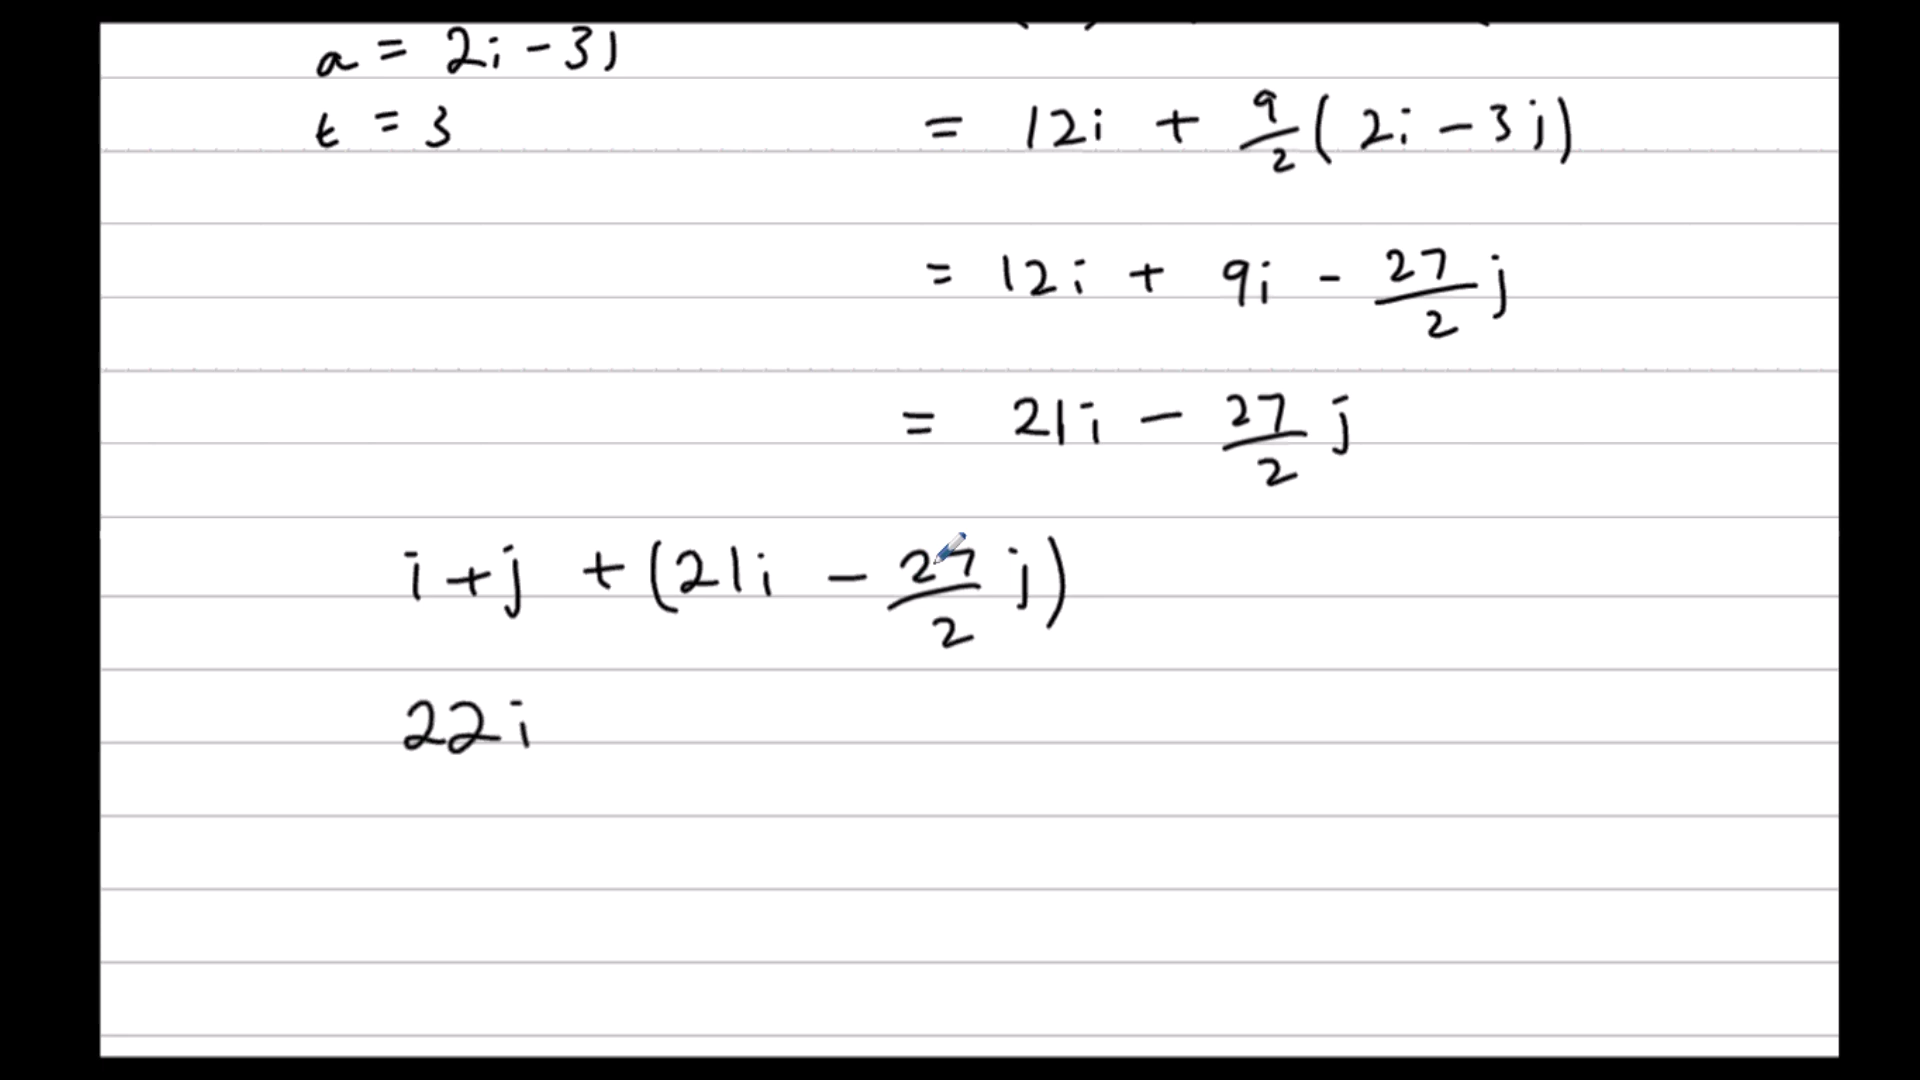 a = 2i - 3j
t = 3
= 12i + 9/2 (2i - 3j)
= 12i + 9i - 27/2 j
= 21i - 27/2 j
i + j + (21i - 27/2 j)
22i